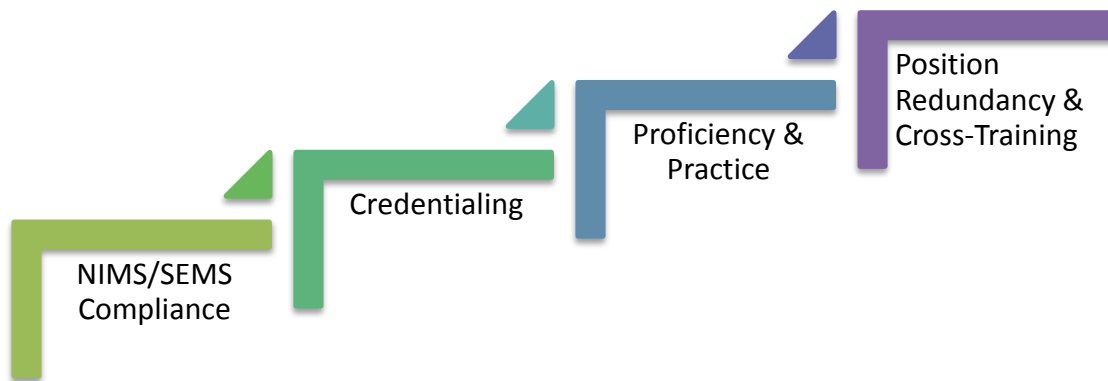 NIMS/SEMS
Compliance
Credentialing
Proficiency &
Practice
Position
Redundancy &
Cross-Training